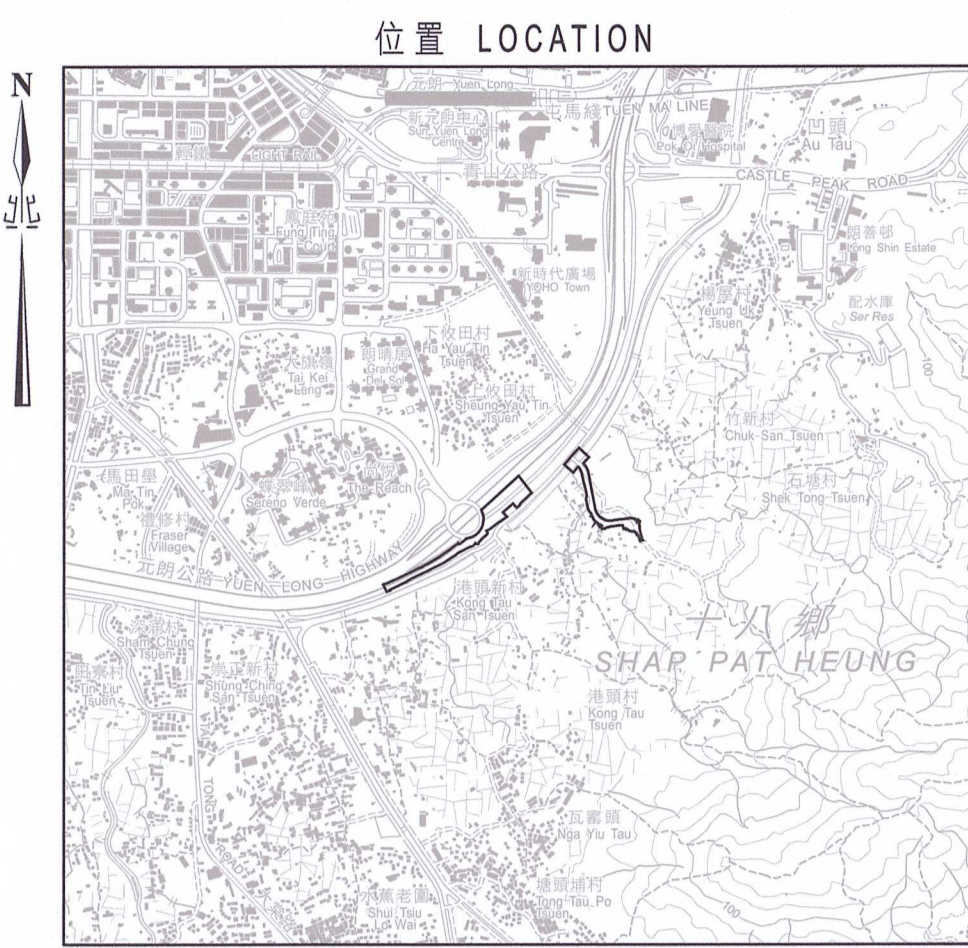 位置 LOCATION
N
北
元朗 Yuen Long
屯馬綫 TUEN MA LINE
新元朗中心
Sun Yuen Long
Centre
博愛醫院
Pok Oi Hospital
凹頭
Au Tau
輕鐵
LIGHT RAIL
青山公路
CASTLE PEAK ROAD
鳳庭苑
Fung Ting
Court
朗善邨
Long Shin Estate
新時代廣場
YOHO Town
楊屋村
Yeung Uk
Tsuen
配水庫
Ser Res
100
下攸田村
Ha Yau Tin
Tsuen
大旗嶺
Tai Kei
Leng
朗晴居
Grand
Del Sol
上攸田村
Sheung Yau Tin
Tsuen
竹新村
Chuk San Tsuen
馬田壆
Ma Tin
Pok
蝶翠峰
Sereno Verde
尚悅
The Reach
石塘村
Shek Tong Tsuen
禮修村
Fraser
Village
元朗公路 YUEN LONG HIGHWAY
港頭新村
Kong Tau
San Tsuen
十八鄉
SHAP PAT HEUNG
深涌村
Sham Chung
Tsuen
田寮村
Tin Liu
Tsuen
崇正新村
Shung Ching
San Tsuen
港頭村
Kong Tau
Tsuen
TAI TONG ROAD
瓦窰頭
Nga Yiu Tau
水蕉老圍
Shui Tsiu
Lo Wai
塘頭埔村
Tong Tau Po
Tsuen
100